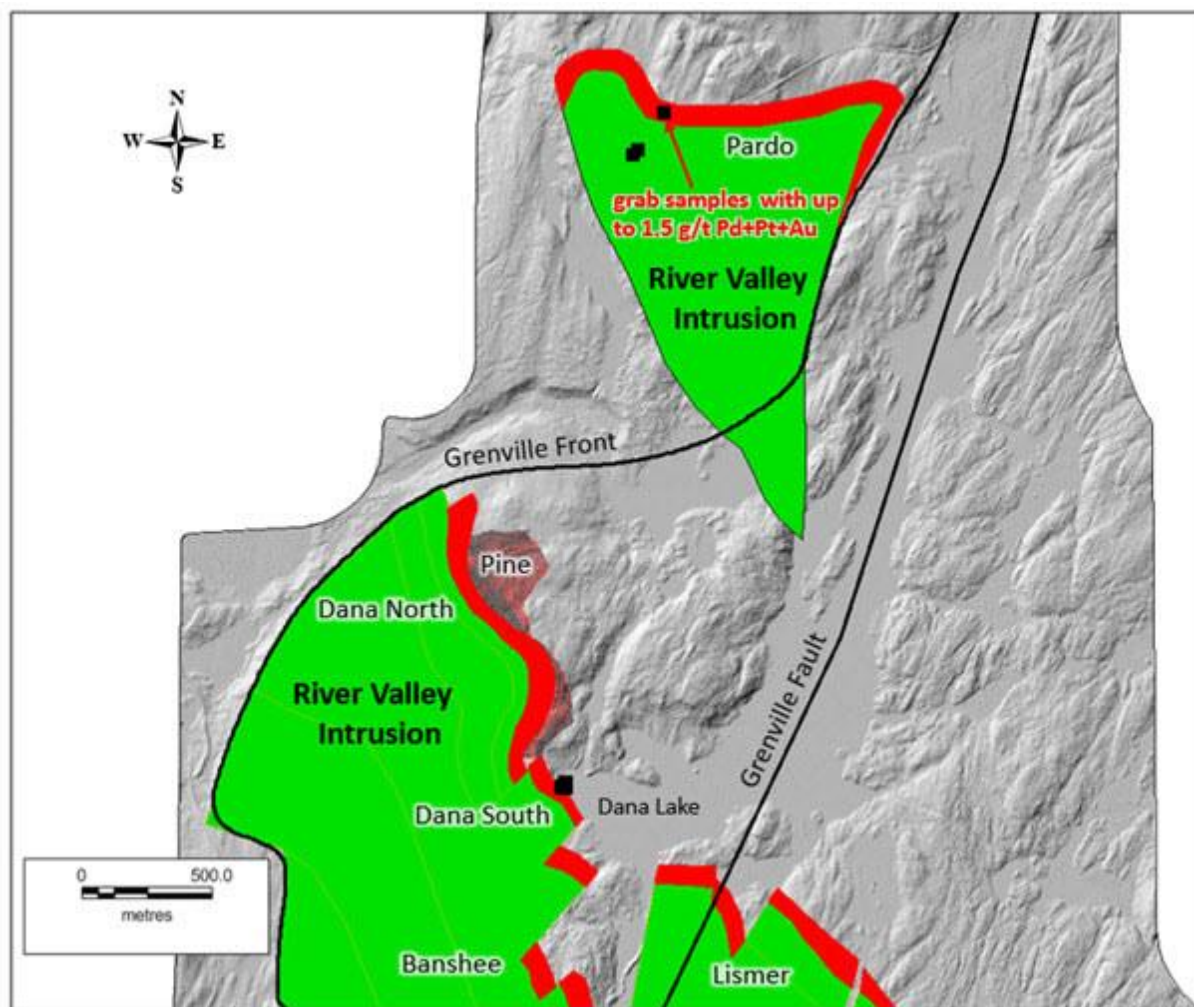 N
W E
S
Pardo
grab samples with up
to 1.5 g/t Pd+Pt+Au
River Valley
Intrusion
Grenville Front
Pine
Dana North
River Valley
Intrusion
Grenville Fault
Dana South
Dana Lake
0 500.0
metres
Banshee
Lismer